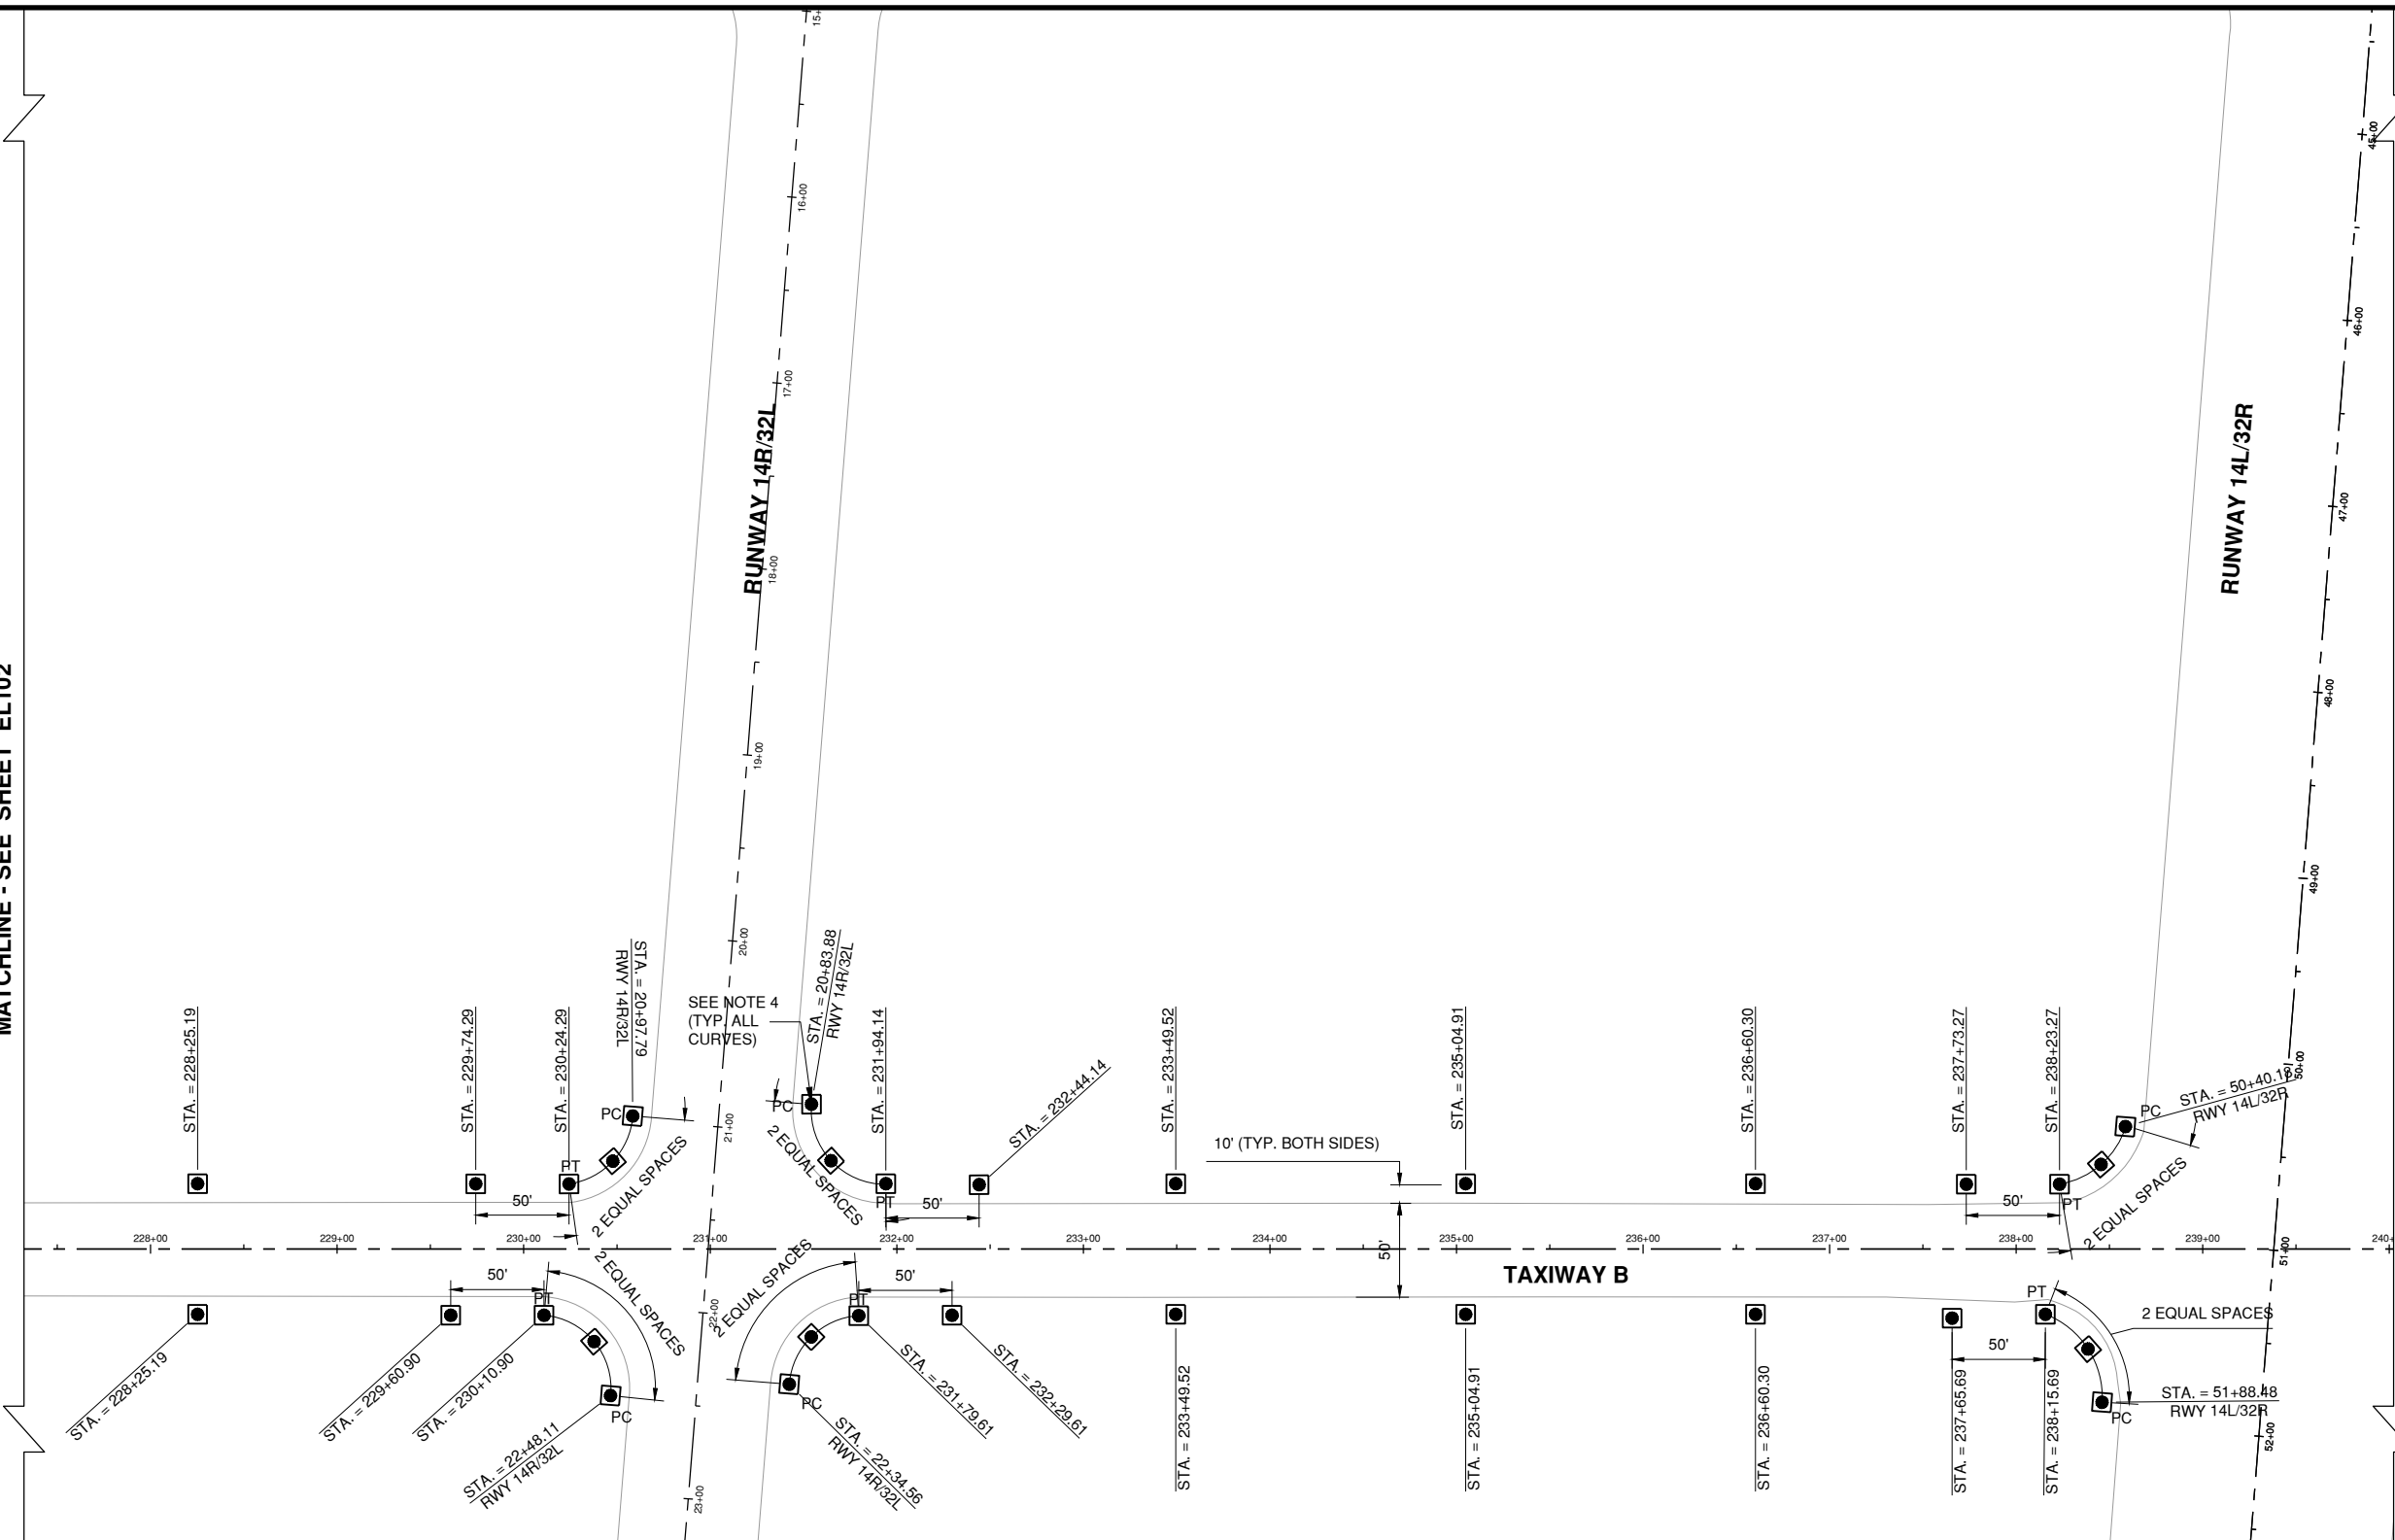 15+
16+00
17+00
18+00
19+00
20+00
21+00
22+00
23+00
RUNWAY 14R/32L
45+00
46+00
47+00
48+00
49+00
50+00
51+00
52+00
RUNWAY 14L/32R
MATCHLINE - SEE SHEET EL102
STA. = 228+25.19
STA. = 229+74.29
STA. = 230+24.29
STA. = 20+97.79
RWY 14R/32L
SEE NOTE 4
(TYP. ALL
CURVES)
STA. = 20+83.88
RWY 14R/32L
STA. = 231+94.14
STA. = 232+44.14
STA. = 233+49.52
10' (TYP. BOTH SIDES)
STA. = 235+04.91
STA. = 236+60.30
STA. = 237+73.27
STA. = 238+23.27
STA. = 50+40.18
RWY 14L/32R
PC
PT
2 EQUAL SPACES
50'
PC
PT
2 EQUAL SPACES
50'
PC
PT
2 EQUAL SPACES
50'
50'
228+00
229+00
230+00
231+00
232+00
233+00
234+00
235+00
236+00
237+00
238+00
239+00
240+
TAXIWAY B
50'
PT
2 EQUAL SPACES
PC
2 EQUAL SPACES
PT
50'
PC
PT
2 EQUAL SPACES
50'
PC
STA. = 228+25.19
STA. = 229+60.90
STA. = 230+10.90
STA. = 22+48.11
RWY 14R/32L
STA. = 22+34.56
RWY 14R/32L
STA. = 231+79.61
STA. = 232+29.61
STA. = 233+49.52
STA. = 235+04.91
STA. = 236+60.30
STA. = 237+65.69
STA. = 238+15.69
STA. = 51+88.48
RWY 14L/32R